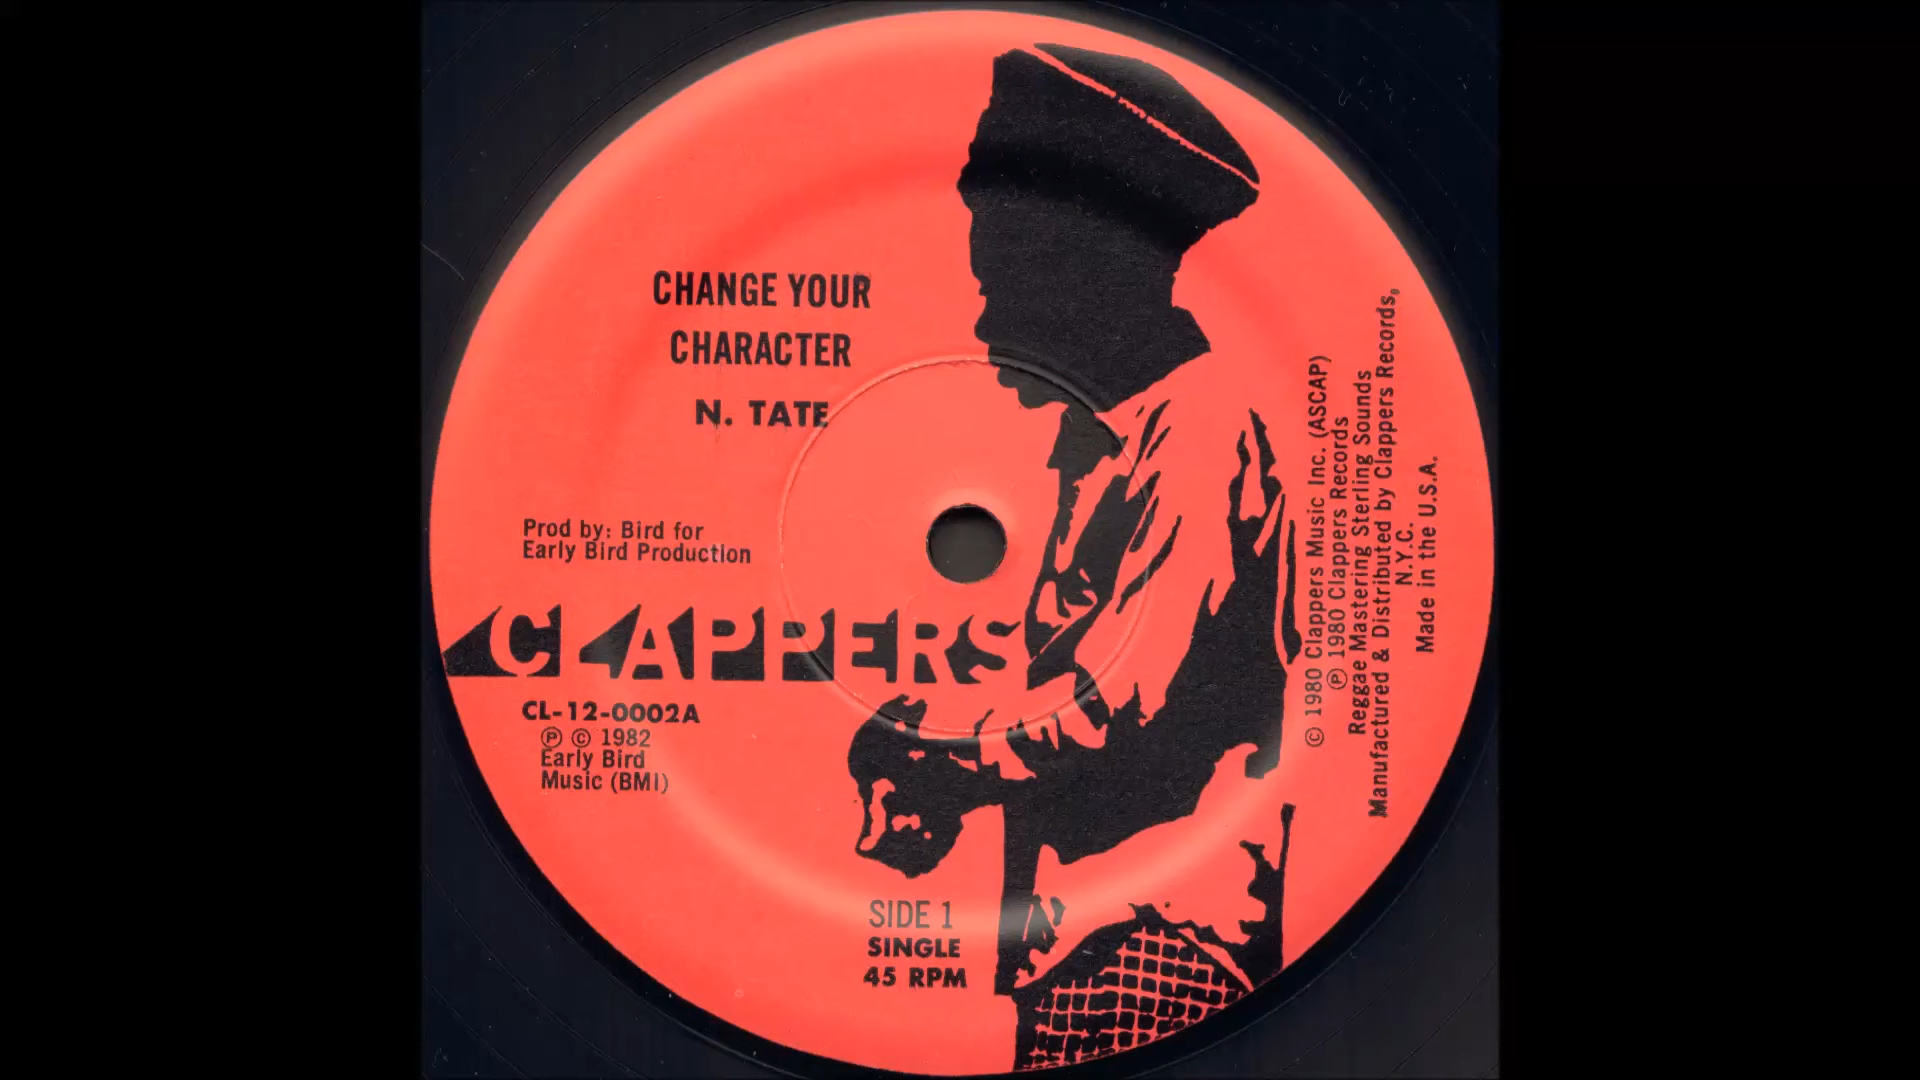 CHANGE YOUR
CHARACTER
N. TATE
Prod by: Bird for
Early Bird Production
CLAPPERS
CL-12-0002A
Ⓟ © 1982
Early Bird
Music (BMI)
SIDE 1
SINGLE
45 RPM
© 1980 Clappers Music Inc. (ASCAP)
Ⓟ 1980 Clappers Records
Reggae Mastering Sterling Sounds
Manufactured & Distributed by Clappers Records,
N.Y.C.
Made in the U.S.A.